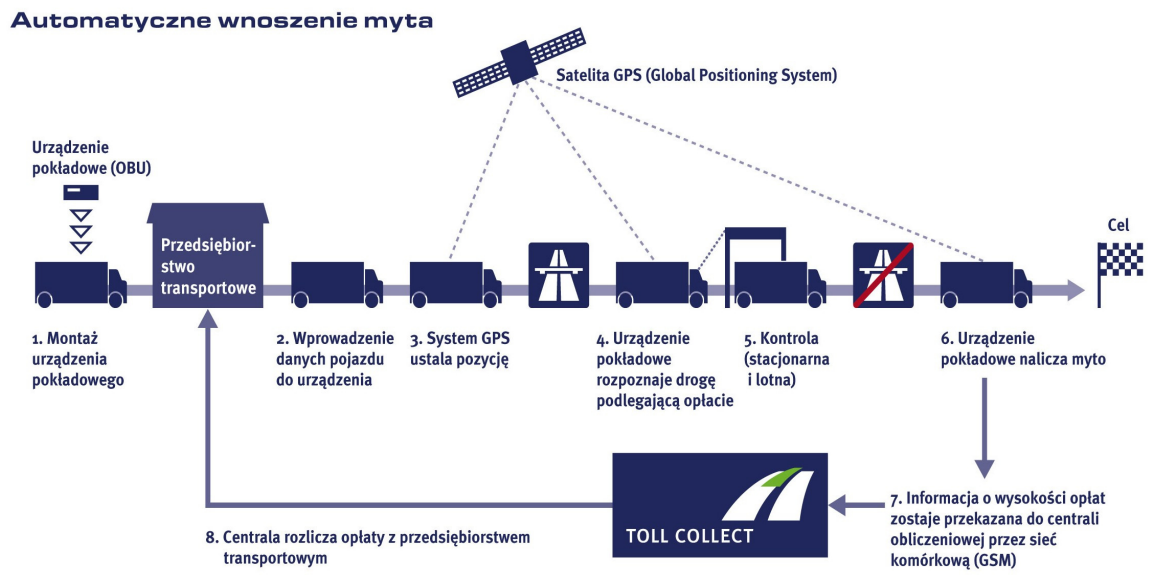 Automatyczne wnoszenie myta
Satelita GPS (Global Positioning System)
Urządzenie
pokładowe (OBU)
Przedsiębior-
stwo
transportowe
Cel
1. Montaż
urządzenia
pokładowego
2. Wprowadzenie
danych pojazdu
do urządzenia
3. System GPS
ustala pozycję
4. Urządzenie
pokładowe
rozpoznaje drogę
podlegającą opłacie
5. Kontrola
(stacjonarna
i lotna)
6. Urządzenie
pokładowe nalicza myto
7. Informacja o wysokości opłat
zostaje przekazana do centrali
obliczeniowej przez sieć
komórkową (GSM)
TOLL COLLECT
8. Centrala rozlicza opłaty z przedsiębiorstwem
transportowym